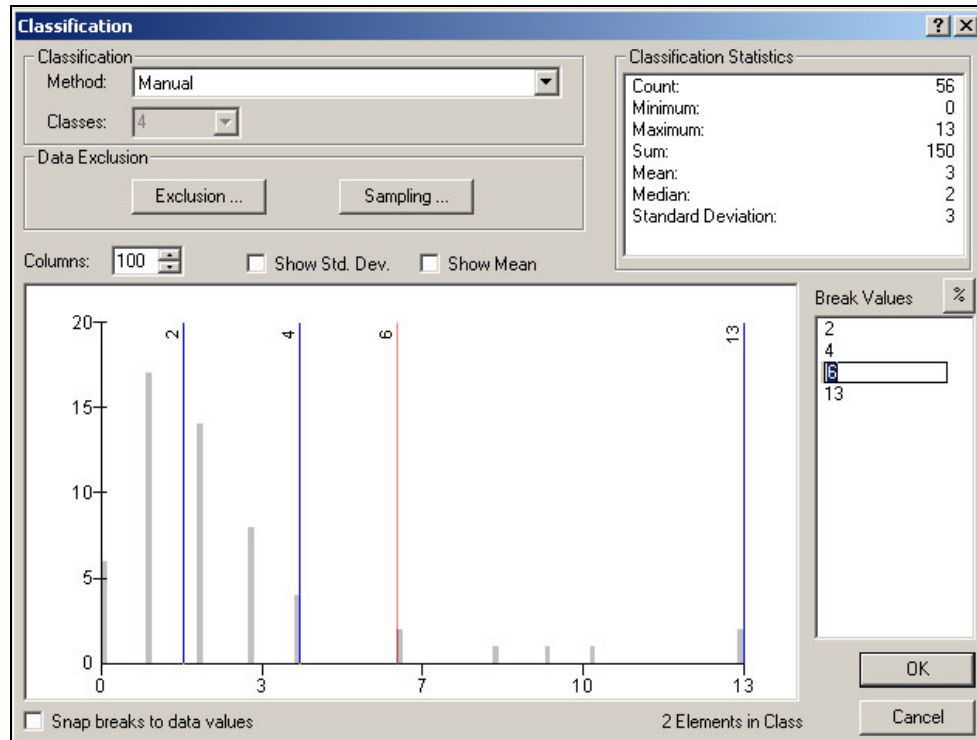 Classification
Classification
Method: Manual
Classes: 4
Data Exclusion
Exclusion ...
Sampling ...
Classification Statistics
Count: 56
Minimum: 0
Maximum: 13
Sum: 150
Mean: 3
Median: 2
Standard Deviation: 3
Columns: 100
Show Std. Dev.
Show Mean
Break Values %
2
4
6
13
20
15
10
5
0
2
4
6
13
0 3 7 10 13
Snap breaks to data values
2 Elements in Class
OK
Cancel